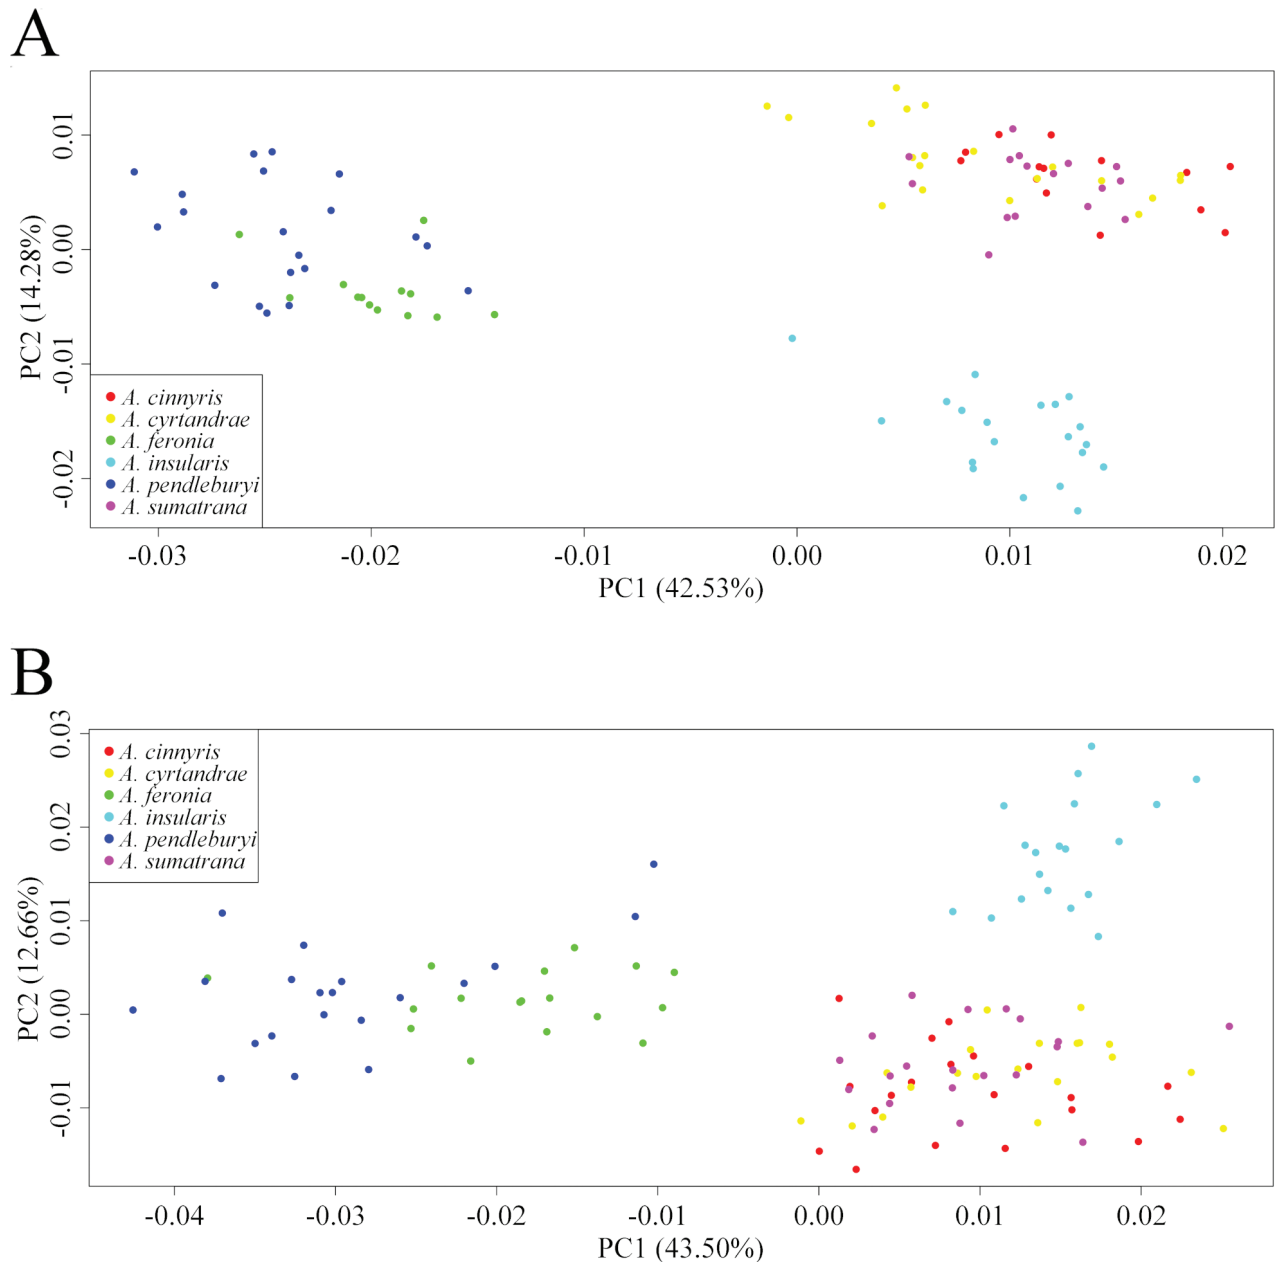 A
0.01
0.00
-0.01
-0.02
PC2 (14.28%)
A. cinnyris
A. cyrtandrae
A. feronia
A. insularis
A. pendleburyi
A. sumatrana
-0.03 -0.02 -0.01 0.00 0.01 0.02
PC1 (42.53%)
B
0.03
0.02
0.01
0.00
-0.01
PC2 (12.66%)
A. cinnyris
A. cyrtandrae
A. feronia
A. insularis
A. pendleburyi
A. sumatrana
-0.04 -0.03 -0.02 -0.01 0.00 0.01 0.02
PC1 (43.50%)